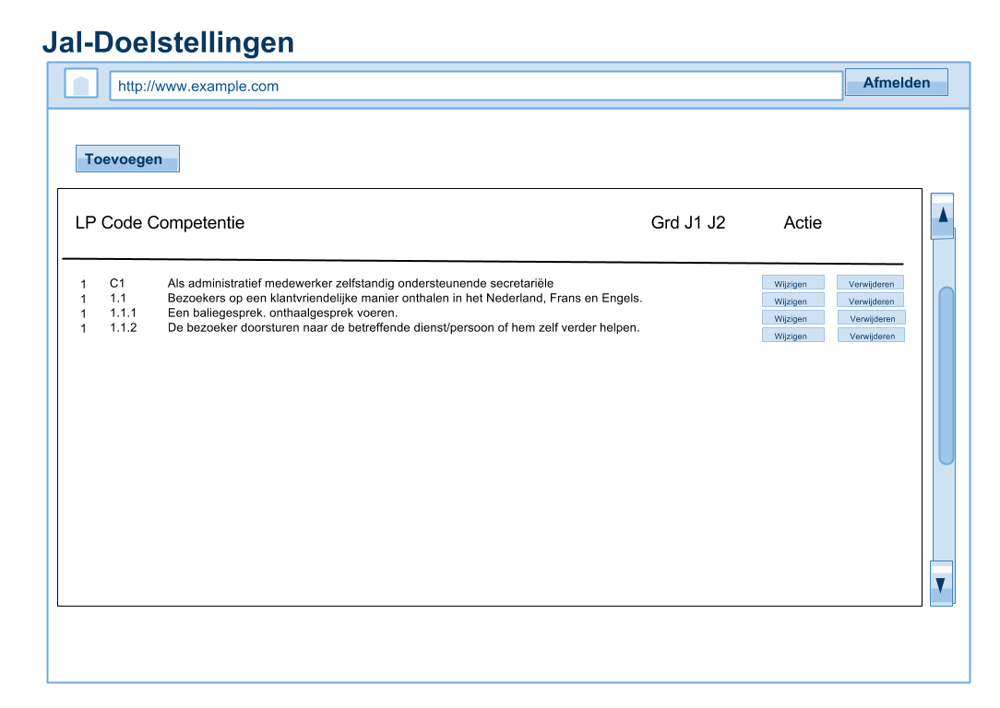 Jal-Doelstellingen
http://www.example.com
Afmelden
Toevoegen
LP Code Competentie Grd J1 J2 Actie
1 C1 Als administratief medewerker zelfstandig ondersteunende secretariële Wijzigen Verwijderen
1 1.1 Bezoekers op een klantvriendelijke manier onthalen in het Nederland, Frans en Engels. Wijzigen Verwijderen
1 1.1.1 Een baliegesprek. onthaalgesprek voeren. Wijzigen Verwijderen
1 1.1.2 De bezoeker doorsturen naar de betreffende dienst/persoon of hem zelf verder helpen. Wijzigen Verwijderen